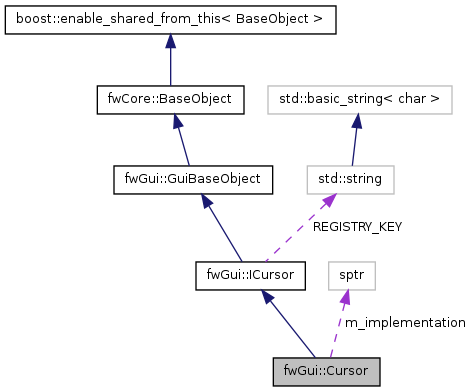 boost::enable_shared_from_this< BaseObject >
fwCore::BaseObject
std::basic_string< char >
fwGui::GuiBaseObject
std::string
REGISTRY_KEY
fwGui::ICursor
sptr
m_implementation
fwGui::Cursor